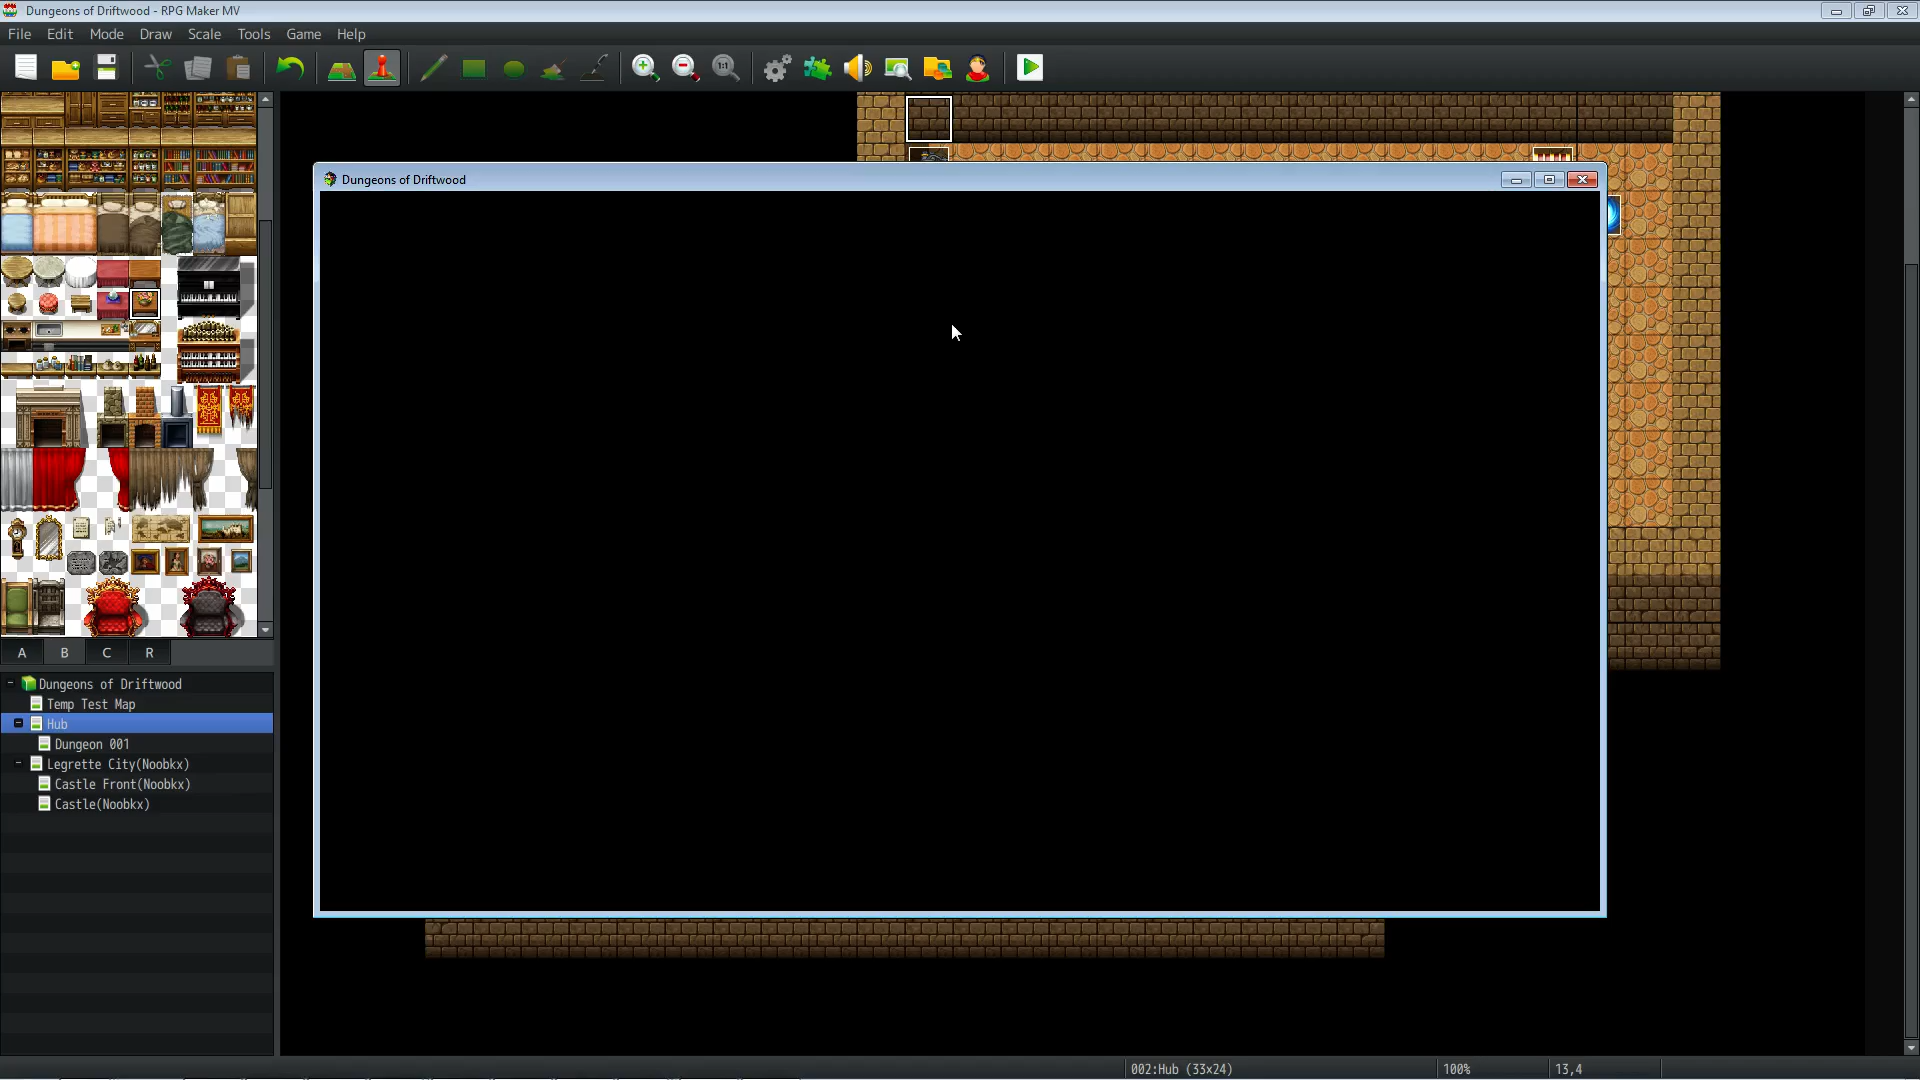 Dungeons of Driftwood - RPG Maker MV
File Edit Mode Draw Scale Tools Game Help
1:1
Dungeons of Driftwood
A B C R
Dungeons of Driftwood
Temp Test Map
Hub
Dungeon 001
Legrette City(Noobkx)
Castle Front(Noobkx)
Castle(Noobkx)
002:Hub (33x24) 100% 13,4